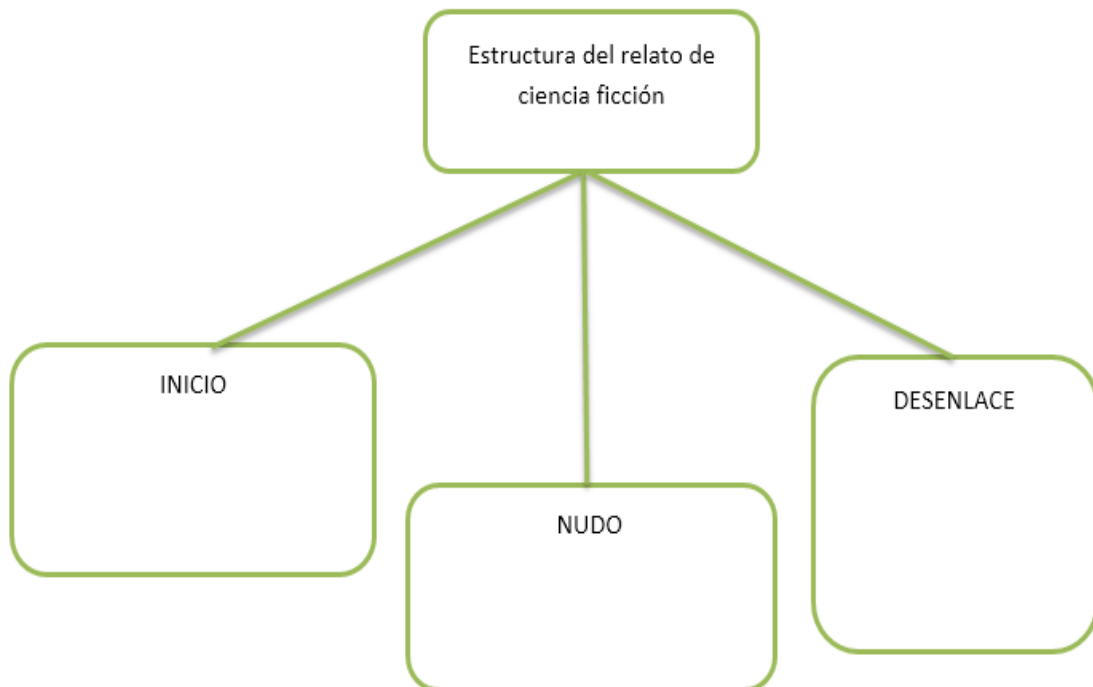 Estructura del relato de
ciencia ficción
INICIO
NUDO
DESENLACE